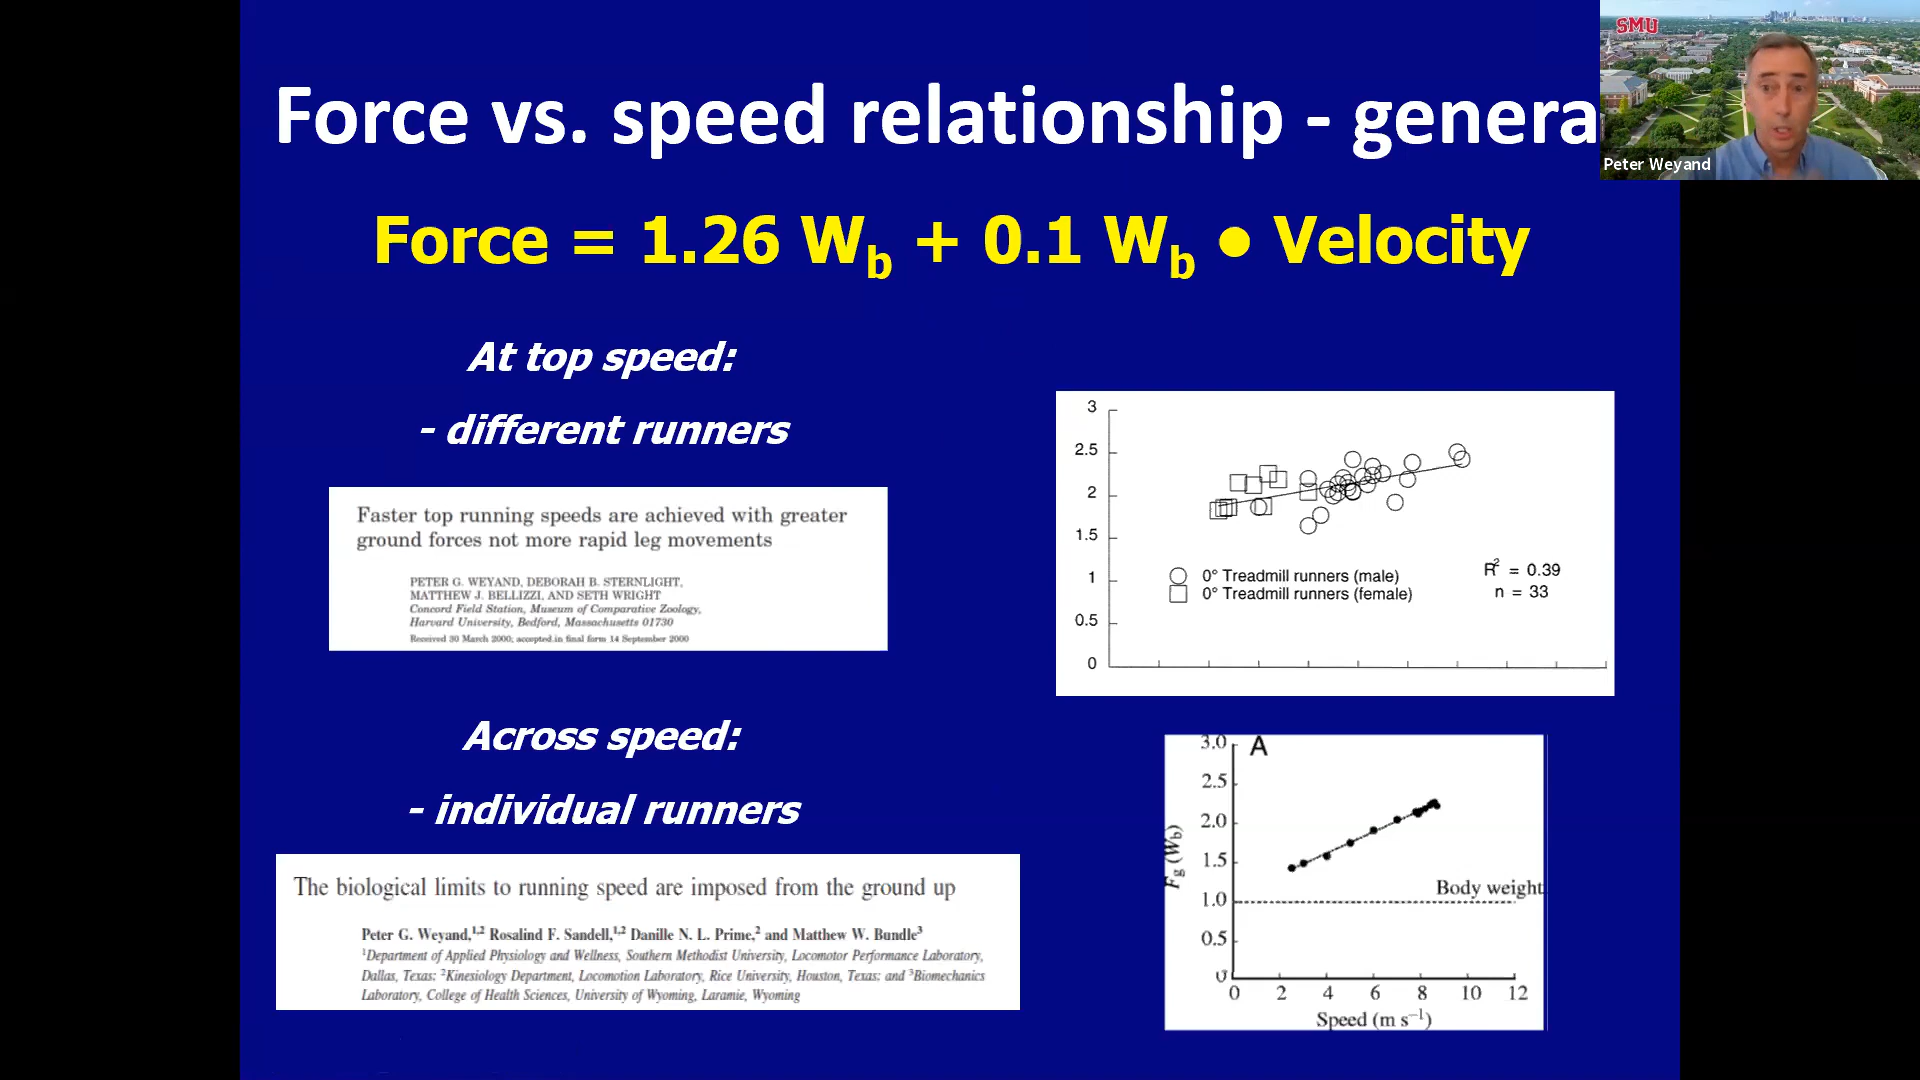 Force vs. speed relationship - genera
SMU
Peter Weyand
Force = 1.26 Wb + 0.1 Wb • Velocity
At top speed:
- different runners
Faster top running speeds are achieved with greater
ground forces not more rapid leg movements
PETER G. WEYAND, DEBORAH B. STERNLIGHT,
MATTHEW J. BELLIZZI, AND SETH WRIGHT
Concord Field Station, Museum of Comparative Zoology,
Harvard University, Bedford, Massachusetts 01730
Received 30 March 2000; accepted in final form 14 September 2000
3
2.5
2
1.5
1
0.5
0
○ 0° Treadmill runners (male)
□ 0° Treadmill runners (female)
R² = 0.39
n = 33
Across speed:
- individual runners
The biological limits to running speed are imposed from the ground up
Peter G. Weyand,1,2 Rosalind F. Sandell,1,2 Danille N. L. Prime,2 and Matthew W. Bundle3
1Department of Applied Physiology and Wellness, Southern Methodist University, Locomotor Performance Laboratory,
Dallas, Texas; 2Kinesiology Department, Locomotion Laboratory, Rice University, Houston, Texas; and 3Biomechanics
Laboratory, College of Health Sciences, University of Wyoming, Laramie, Wyoming
A
3.0
2.5
2.0
1.5
1.0
0.5
0
Fg (Wb)
Body weight
0 2 4 6 8 10 12
Speed (m s⁻¹)